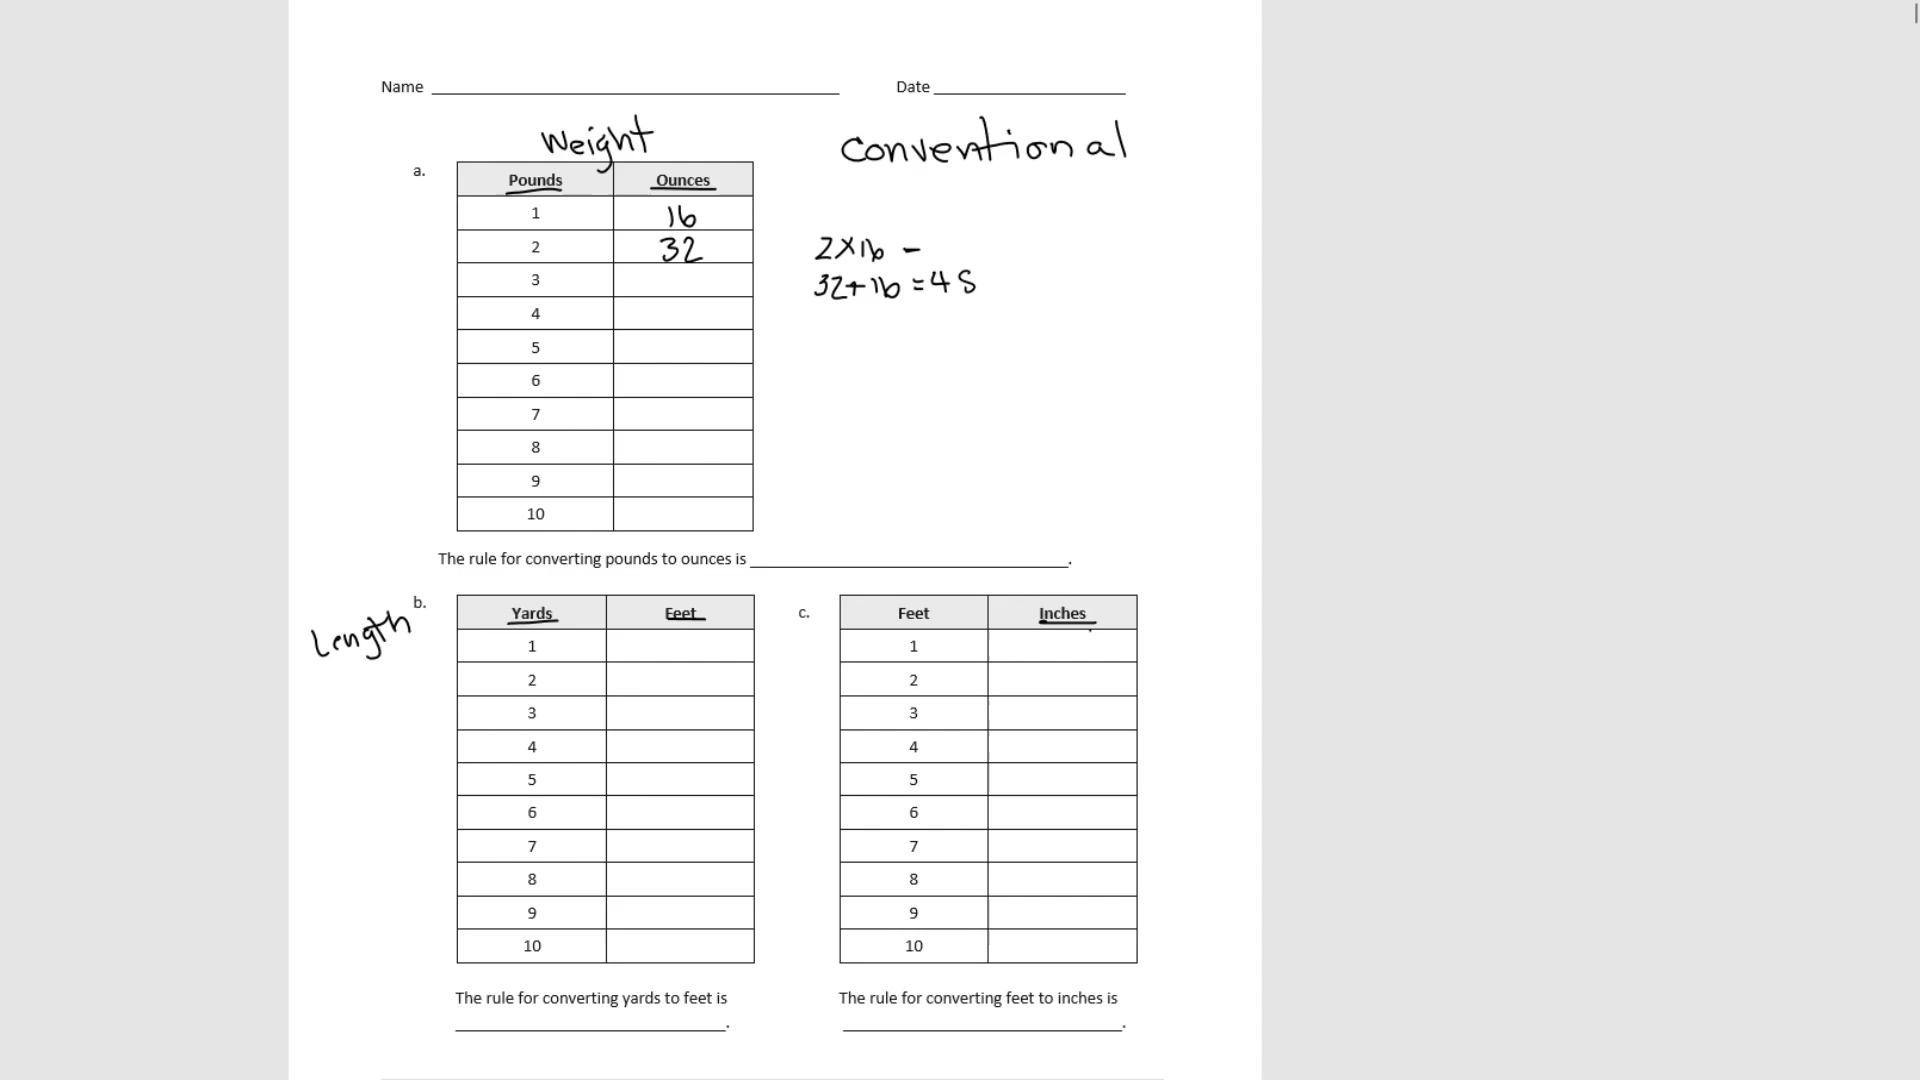 Name Date
Weight
Conventional
a.
Pounds Ounces
1 16
2 32
3
4
5
6
7
8
9
10
2×16 -
32+16=48
The rule for converting pounds to ounces is .
Length
b.
Yards Feet
1
2
3
4
5
6
7
8
9
10
The rule for converting yards to feet is
.
c.
Feet Inches
1
2
3
4
5
6
7
8
9
10
The rule for converting feet to inches is
.